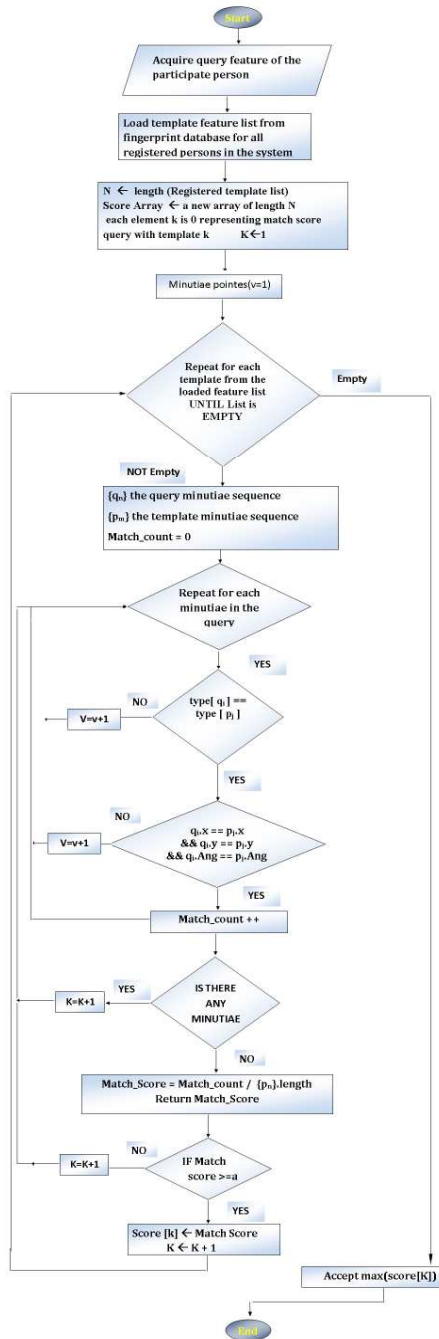 Start
Acquire query feature of the
participate person
Load template feature list from
fingerprint database for all
registered persons in the system
N ← length (Registered template list)
Score Array ← a new array of length N
each element k is 0 representing match score
query with template k K←1
Minutiae pointes(v=1)
Repeat for each
template from the
loaded feature list
UNTIL List is
EMPTY
Empty
NOT Empty
{qₙ} the query minutiae sequence
{pₘ} the template minutiae sequence
Match_count = 0
Repeat for each
minutiae in the
query
YES
type[ qᵢ ] ==
type [ pⱼ ]
NO
V=v+1
YES
NO
qᵢ.x == pⱼ.x
&& qᵢ.y == pⱼ.y
&& qᵢ.Ang == pⱼ.Ang
V=v+1
YES
Match_count ++
IS THERE
ANY
MINUTIAE
YES
K=K+1
NO
Match_Score = Match_count / {pₙ}.length
Return Match_Score
NO
IF Match
score >=a
K=K+1
YES
Score [k] ← Match Score
K ← K + 1
Accept max(score[K])
End